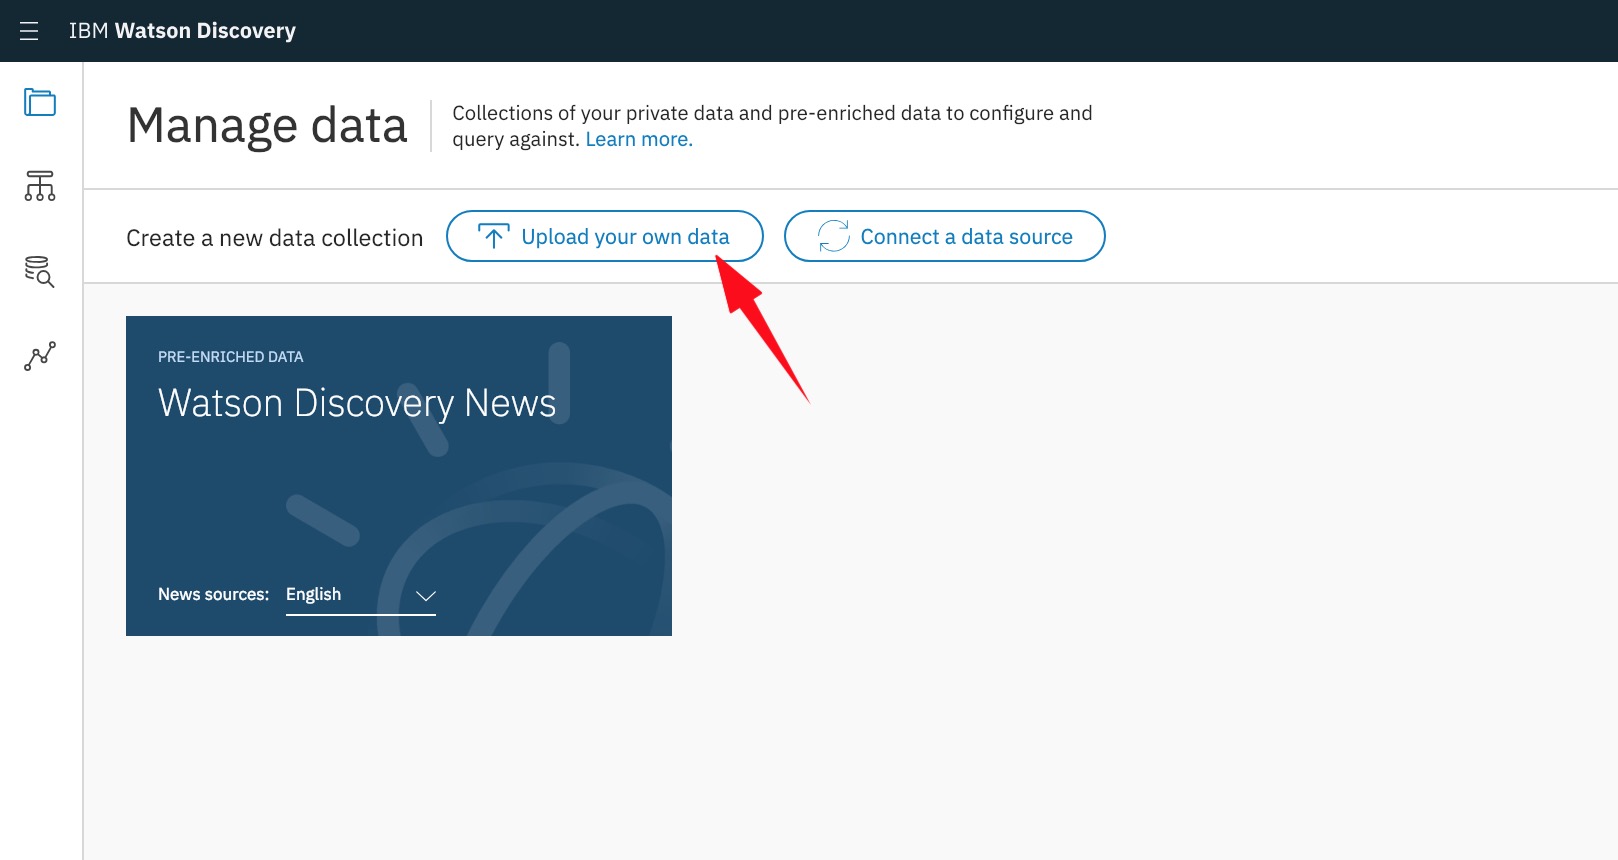 IBM Watson Discovery
Manage data
Collections of your private data and pre-enriched data to configure and
query against. Learn more.
Create a new data collection
Upload your own data
Connect a data source
PRE-ENRICHED DATA
Watson Discovery News
News sources: English